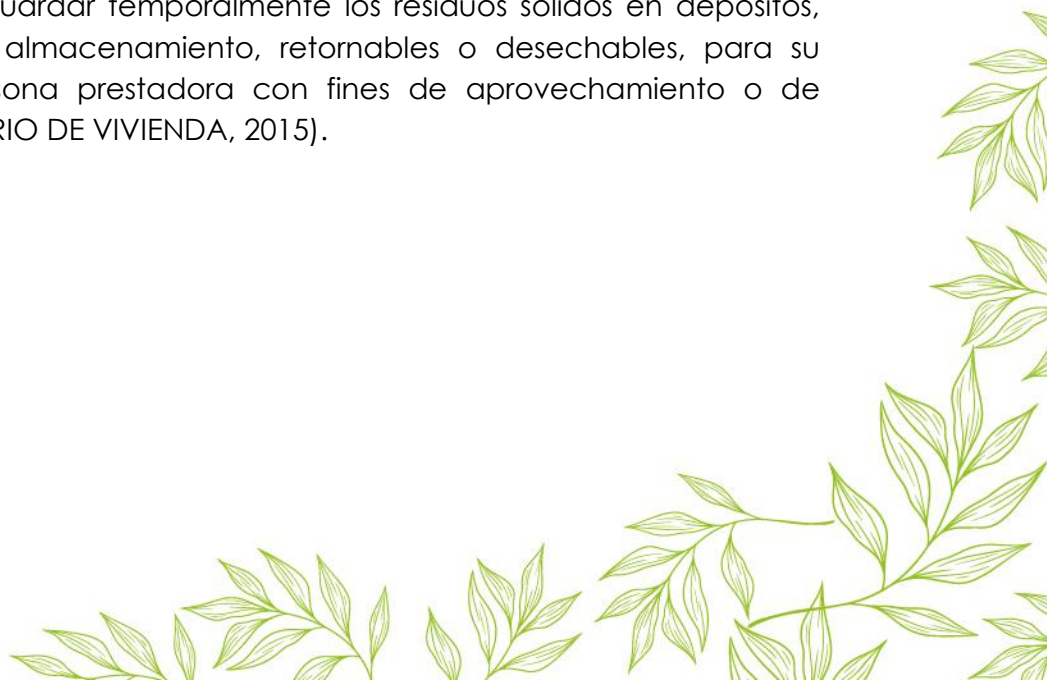 uardar temporalmente los residuos sólidos en depósitos,
almacenamiento, retornables o desechables, para su
sona prestadora con fines de aprovechamiento o de
RIO DE VIVIENDA, 2015).